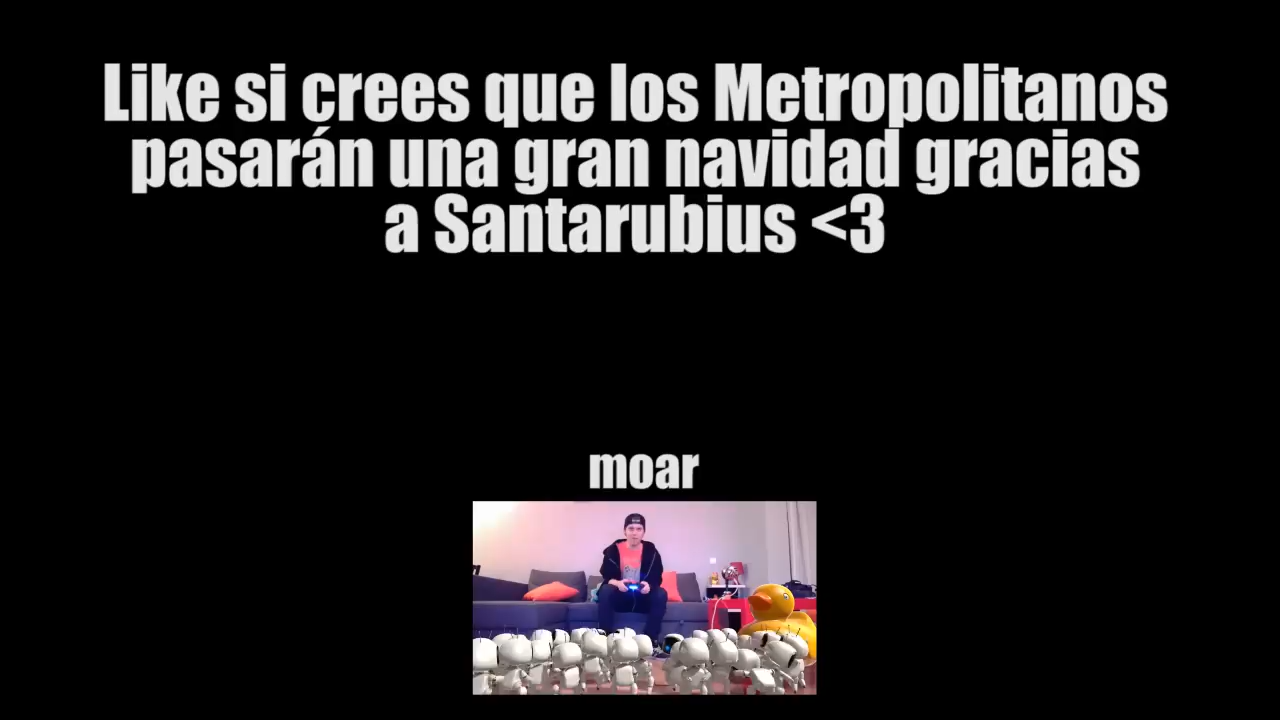 Like si crees que los Metropolitanos
pasarán una gran navidad gracias
a Santarubius <3
moar